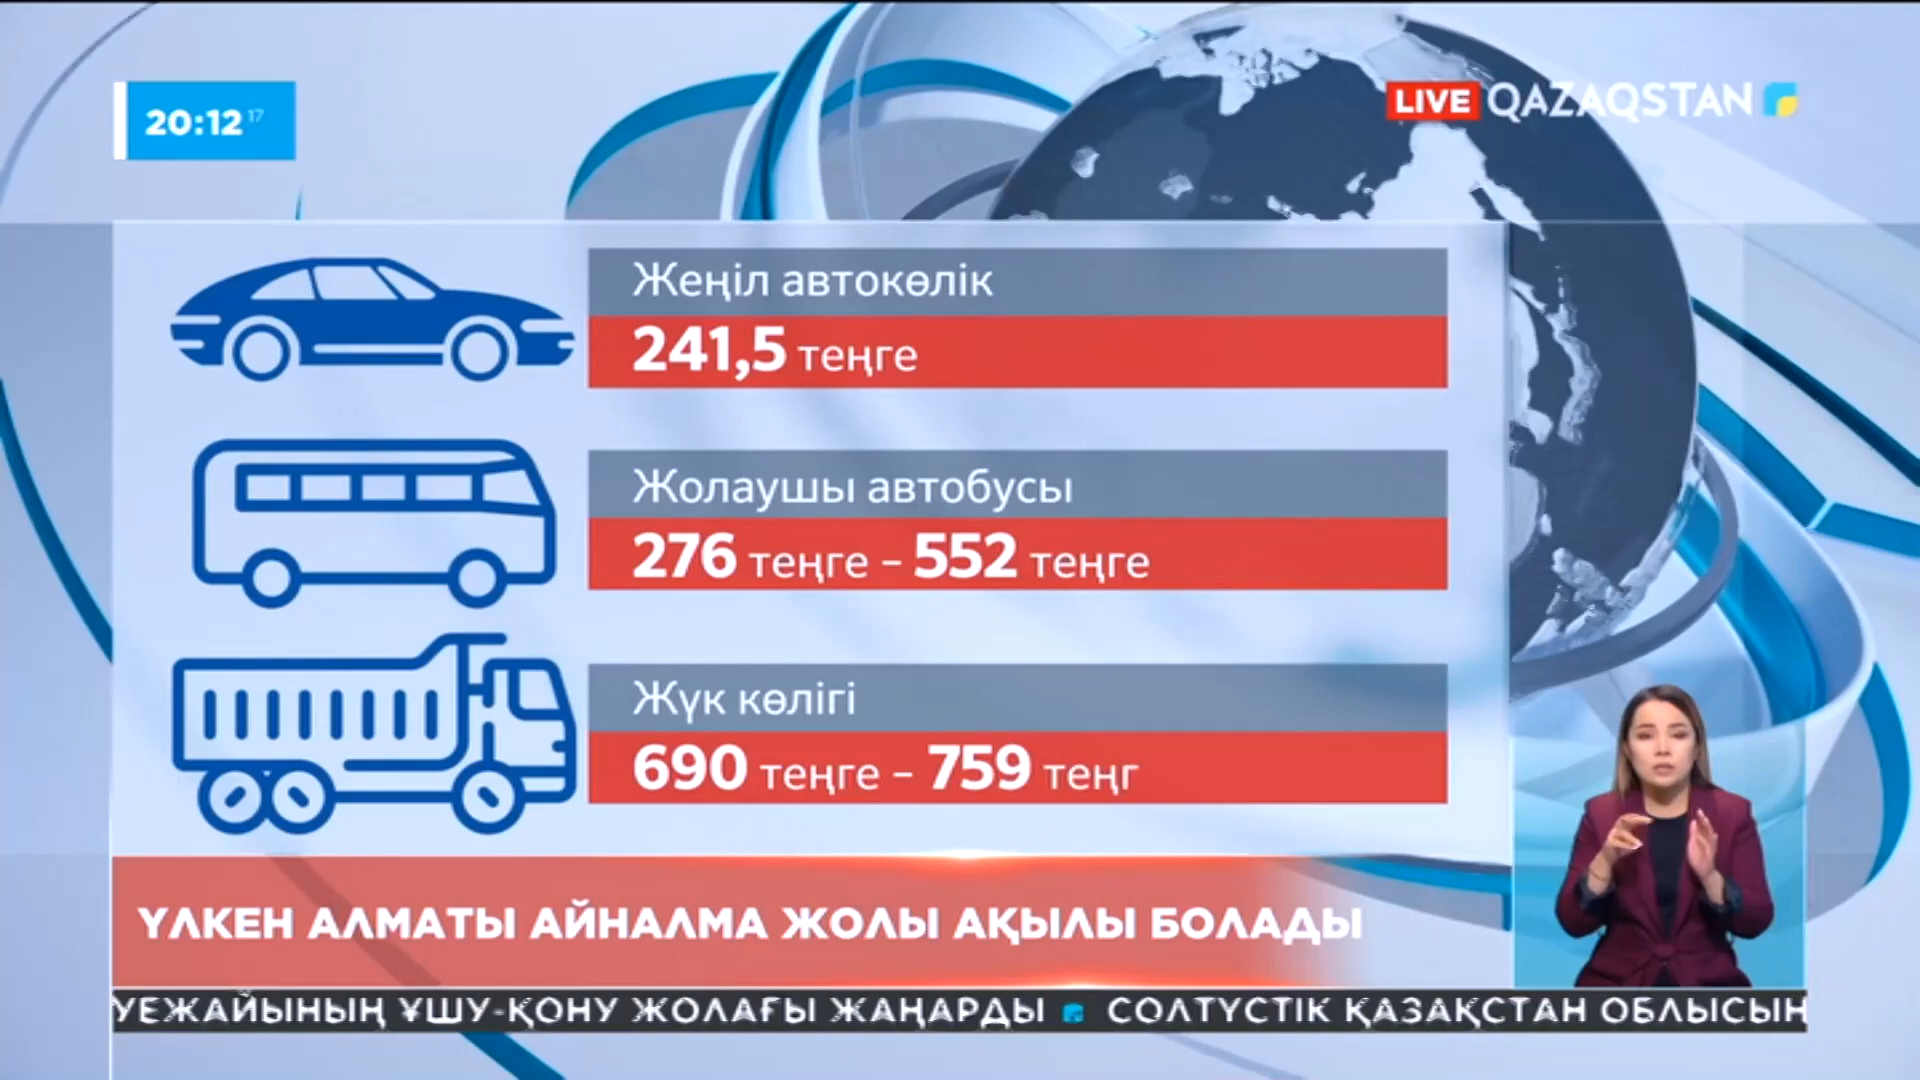 20:12 17
LIVE QAZAQSTAN
Жеңіл автокөлік
241,5 теңге
Жолаушы автобусы
276 теңге – 552 теңге
Жүк көлігі
690 теңге – 759 теңг
ҮЛКЕН АЛМАТЫ АЙНАЛМА ЖОЛЫ АҚЫЛЫ БОЛАДЫ
УЕЖАЙЫНЫҢ ҰШУ-ҚОНУ ЖОЛАҒЫ ЖАҢАРДЫ СОЛТҮСТІК ҚАЗАҚСТАН ОБЛЫСЫН